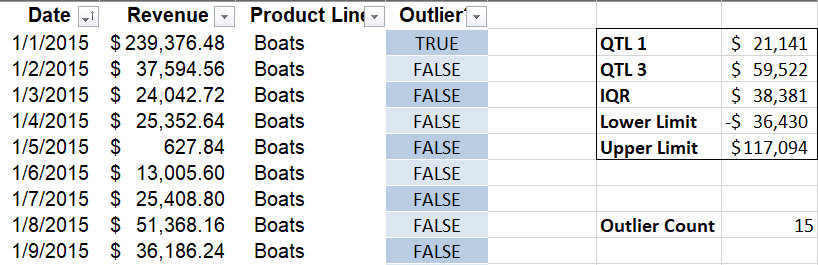 Date Revenue Product Line Outlier?
1/1/2015 $ 239,376.48 Boats TRUE QTL 1 $ 21,141
1/2/2015 $ 37,594.56 Boats FALSE QTL 3 $ 59,522
1/3/2015 $ 24,042.72 Boats FALSE IQR $ 38,381
1/4/2015 $ 25,352.64 Boats FALSE Lower Limit -$ 36,430
1/5/2015 $ 627.84 Boats FALSE Upper Limit $117,094
1/6/2015 $ 13,005.60 Boats FALSE
1/7/2015 $ 25,408.80 Boats FALSE
1/8/2015 $ 51,368.16 Boats FALSE Outlier Count 15
1/9/2015 $ 36,186.24 Boats FALSE